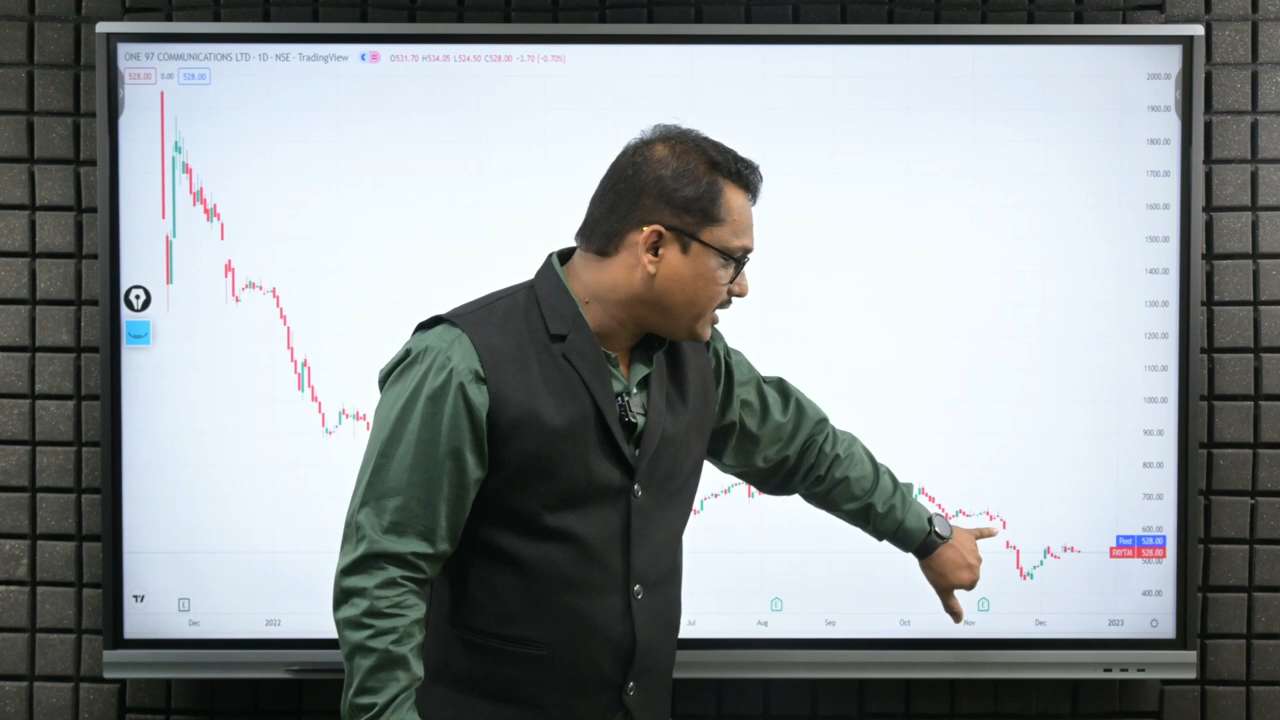 ONE 97 COMMUNICATIONS LTD · 1D · NSE · TradingView O531.70 H534.05 L524.50 C528.00 −3.70 (−0.70%)
528.00 0.00 528.00
2000.00
1900.00
1800.00
1700.00
1600.00
1500.00
1400.00
1300.00
1200.00
1100.00
1000.00
900.00
800.00
700.00
600.00
Post 528.00
PAYTM 528.00
500.00
400.00
E E E
Dec 2022 Jul Aug Sep Oct Nov Dec 2023